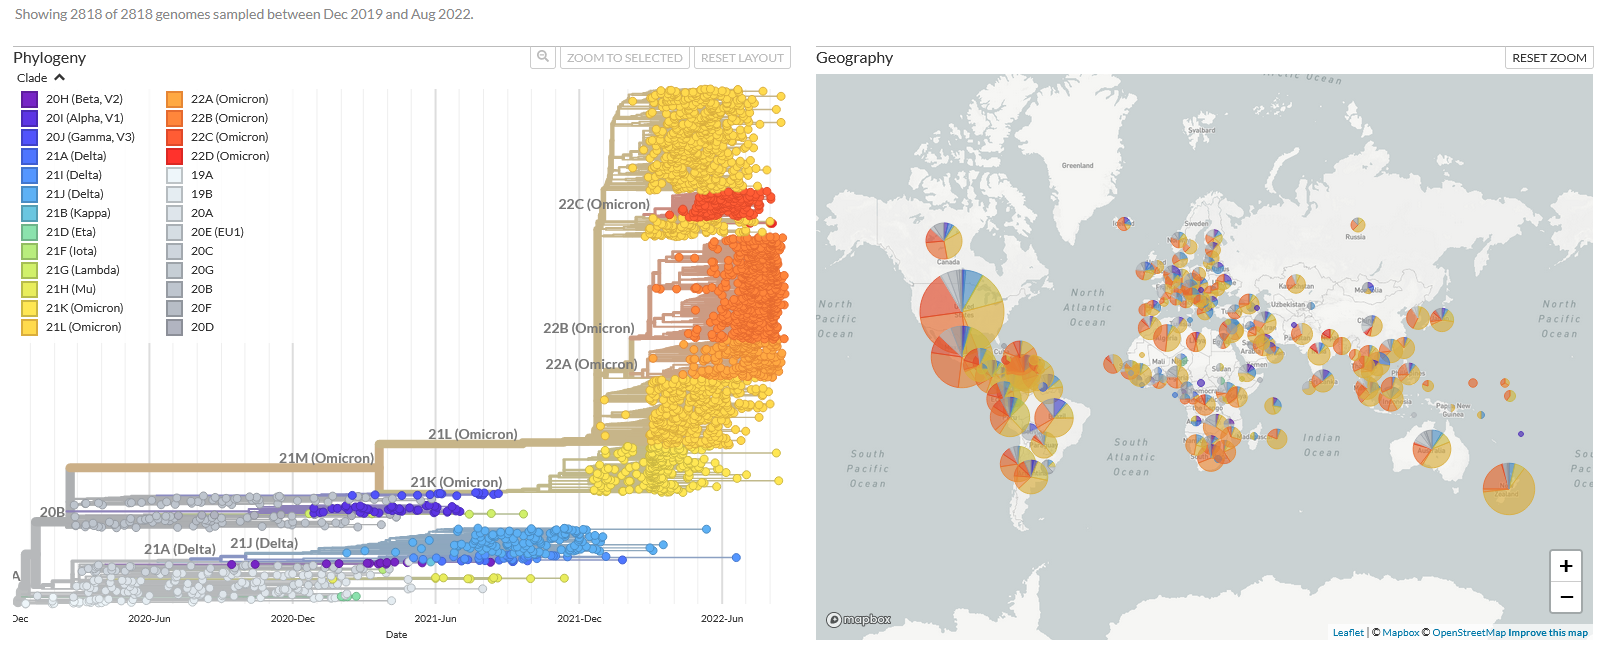 Showing 2818 of 2818 genomes sampled between Dec 2019 and Aug 2022.
Phylogeny
ZOOM TO SELECTED
RESET LAYOUT
Clade
20H (Beta, V2)
20I (Alpha, V1)
20J (Gamma, V3)
21A (Delta)
21I (Delta)
21J (Delta)
21B (Kappa)
21D (Eta)
21F (Iota)
21G (Lambda)
21H (Mu)
21K (Omicron)
21L (Omicron)
22A (Omicron)
22B (Omicron)
22C (Omicron)
22D (Omicron)
19A
19B
20A
20E (EU1)
20C
20G
20B
20F
20D
22C (Omicron)
22B (Omicron)
22A (Omicron)
21L (Omicron)
21M (Omicron)
21K (Omicron)
20B
21A (Delta)
21J (Delta)
A
Dec
2020-Jun
2020-Dec
2021-Jun
2021-Dec
2022-Jun
Date
Geography
RESET ZOOM
Ocean
Svalbard
Greenland
Sweden
Russia
Canada
North
Pacific
Ocean
North
Atlantic
Ocean
North
Pacific
Ocean
Uzbekistan
Mali
Sudan
Papua New
Guinea
South
Pacific
Ocean
South
Atlantic
Ocean
Indian
Ocean
+
−
mapbox
Leaflet | © Mapbox © OpenStreetMap Improve this map